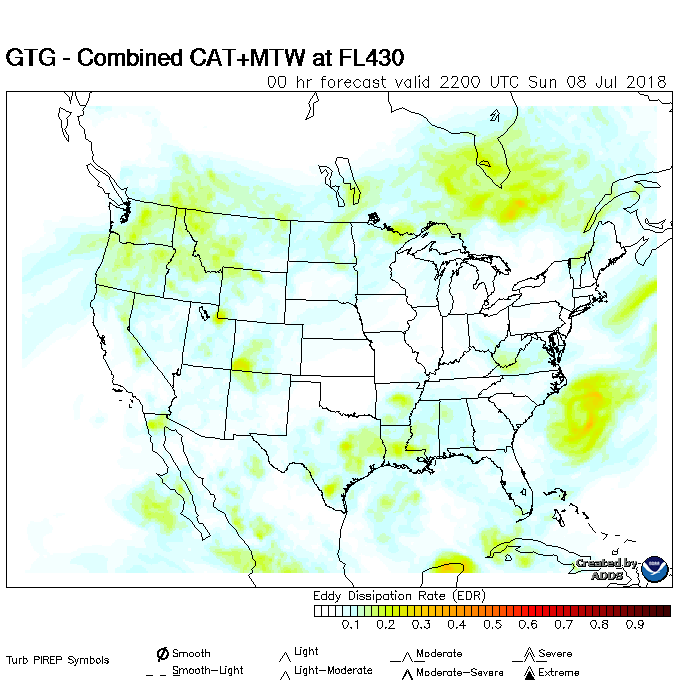 GTG - Combined CAT+MTW at FL430
00 hr forecast valid 2200 UTC Sun 08 Jul 2018
Created by
ADDS
Eddy Dissipation Rate (EDR)
0.1 0.2 0.3 0.4 0.5 0.6 0.7 0.8 0.9
Turb PIREP Symbols
Smooth Light Moderate Severe
Smooth-Light Light-Moderate Moderate-Severe Extreme